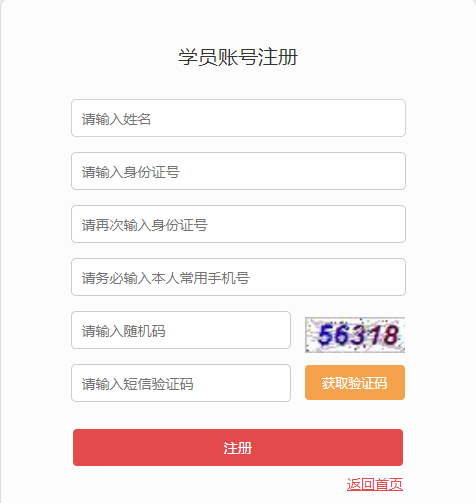 学员账号注册
请输入姓名
请输入身份证号
请再次输入身份证号
请务必输入本人常用手机号
请输入随机码 56318
请输入短信验证码 获取验证码
注册
返回首页